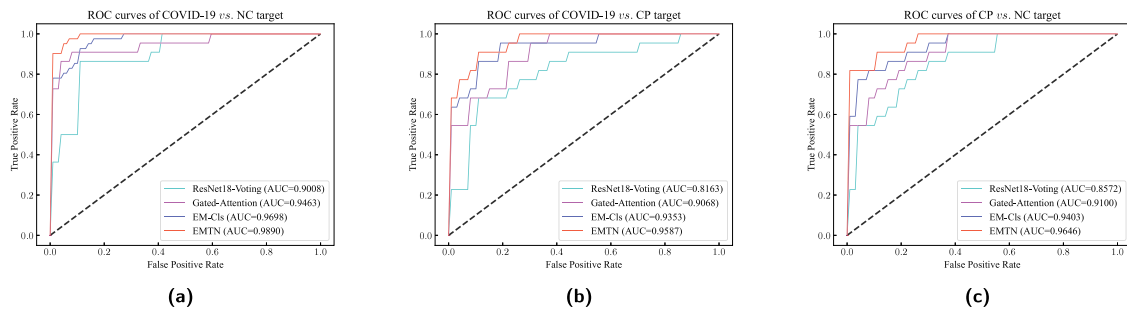 ROC curves of COVID-19 vs. NC target
True Positive Rate
1.0
0.8
0.6
0.4
0.2
0.0
ResNet18-Voting (AUC=0.9008)
Gated-Attention (AUC=0.9463)
EM-Cls (AUC=0.9698)
EMTN (AUC=0.9890)
0.0 0.2 0.4 0.6 0.8 1.0
False Positive Rate
(a)
ROC curves of COVID-19 vs. CP target
True Positive Rate
1.0
0.8
0.6
0.4
0.2
0.0
ResNet18-Voting (AUC=0.8163)
Gated-Attention (AUC=0.9068)
EM-Cls (AUC=0.9353)
EMTN (AUC=0.9587)
0.0 0.2 0.4 0.6 0.8 1.0
False Positive Rate
(b)
ROC curves of CP vs. NC target
True Positive Rate
1.0
0.8
0.6
0.4
0.2
0.0
ResNet18-Voting (AUC=0.8572)
Gated-Attention (AUC=0.9100)
EM-Cls (AUC=0.9403)
EMTN (AUC=0.9646)
0.0 0.2 0.4 0.6 0.8 1.0
False Positive Rate
(c)